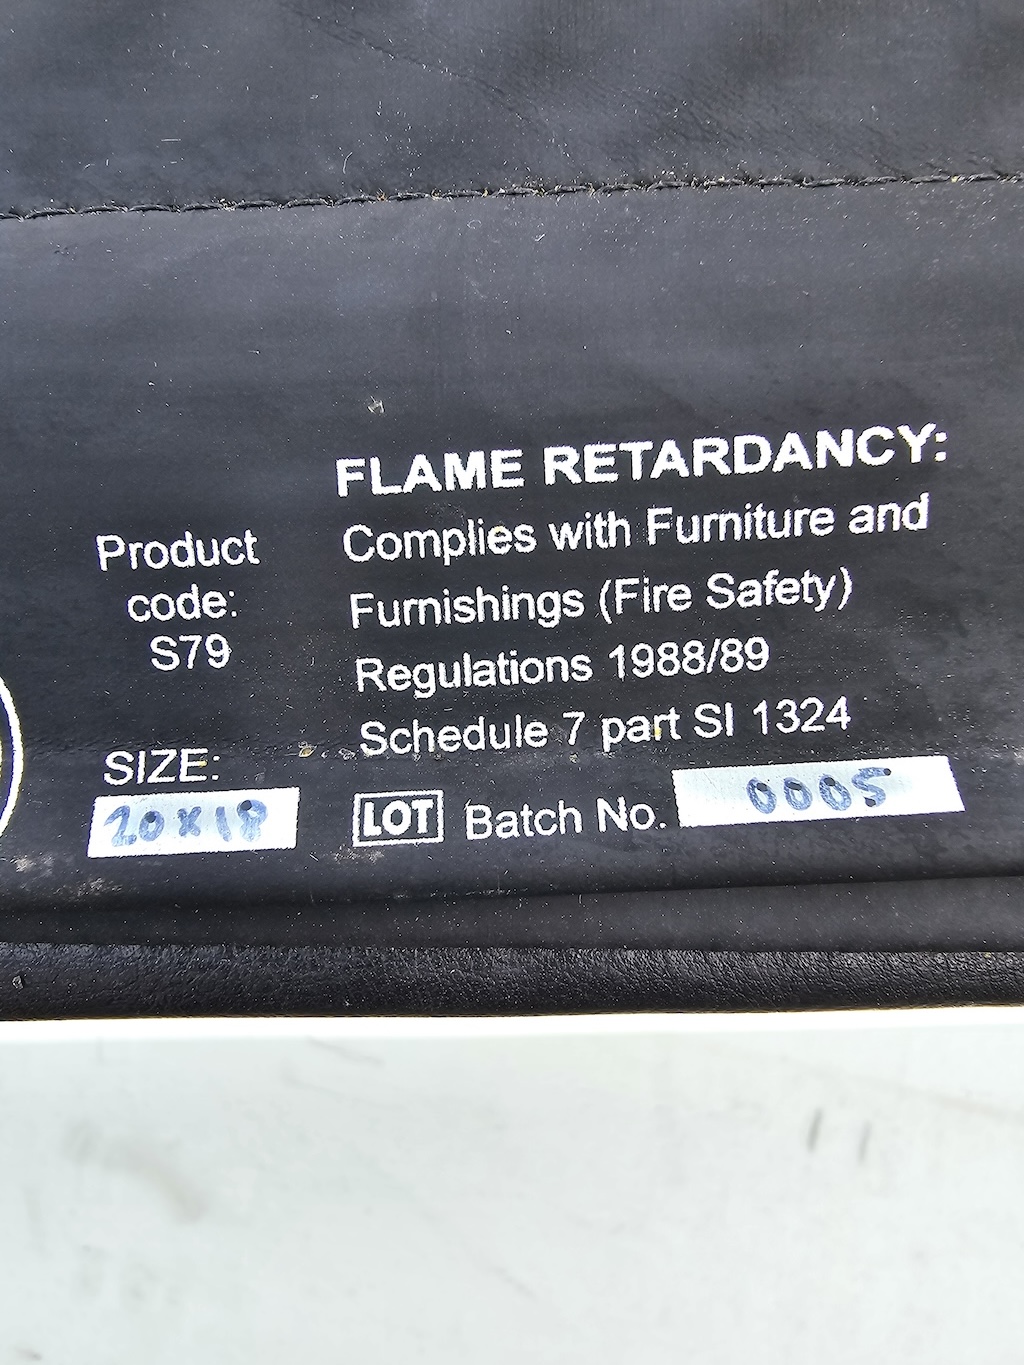 FLAME RETARDANCY:
Complies with Furniture and
Furnishings (Fire Safety)
Regulations 1988/89
Schedule 7 part SI 1324
Product
code:
S79
SIZE:
20x18
LOT Batch No. 0005